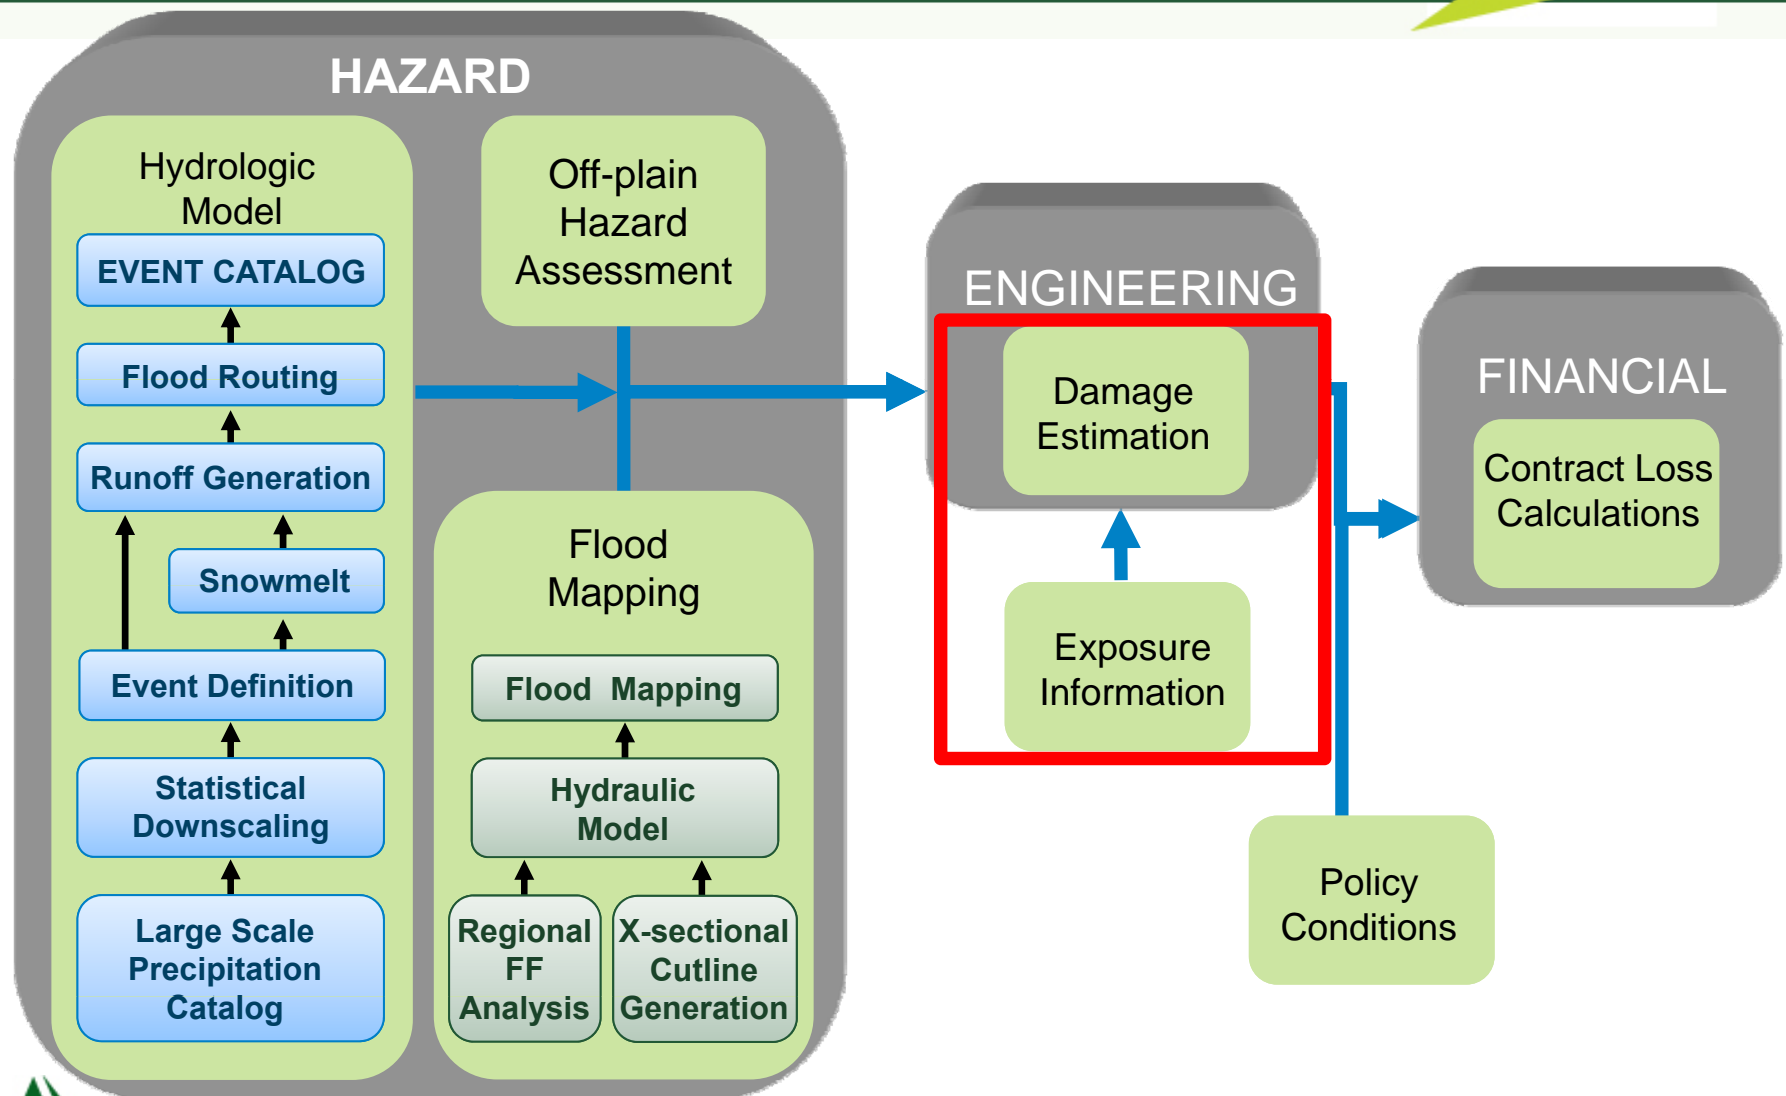 HAZARD
Hydrologic
Model
EVENT CATALOG
Flood Routing
Runoff Generation
Snowmelt
Event Definition
Statistical
Downscaling
Large Scale
Precipitation
Catalog
Off-plain
Hazard
Assessment
Flood
Mapping
Flood Mapping
Hydraulic
Model
Regional
FF
Analysis
X-sectional
Cutline
Generation
ENGINEERING
Damage
Estimation
Exposure
Information
FINANCIAL
Contract Loss
Calculations
Policy
Conditions